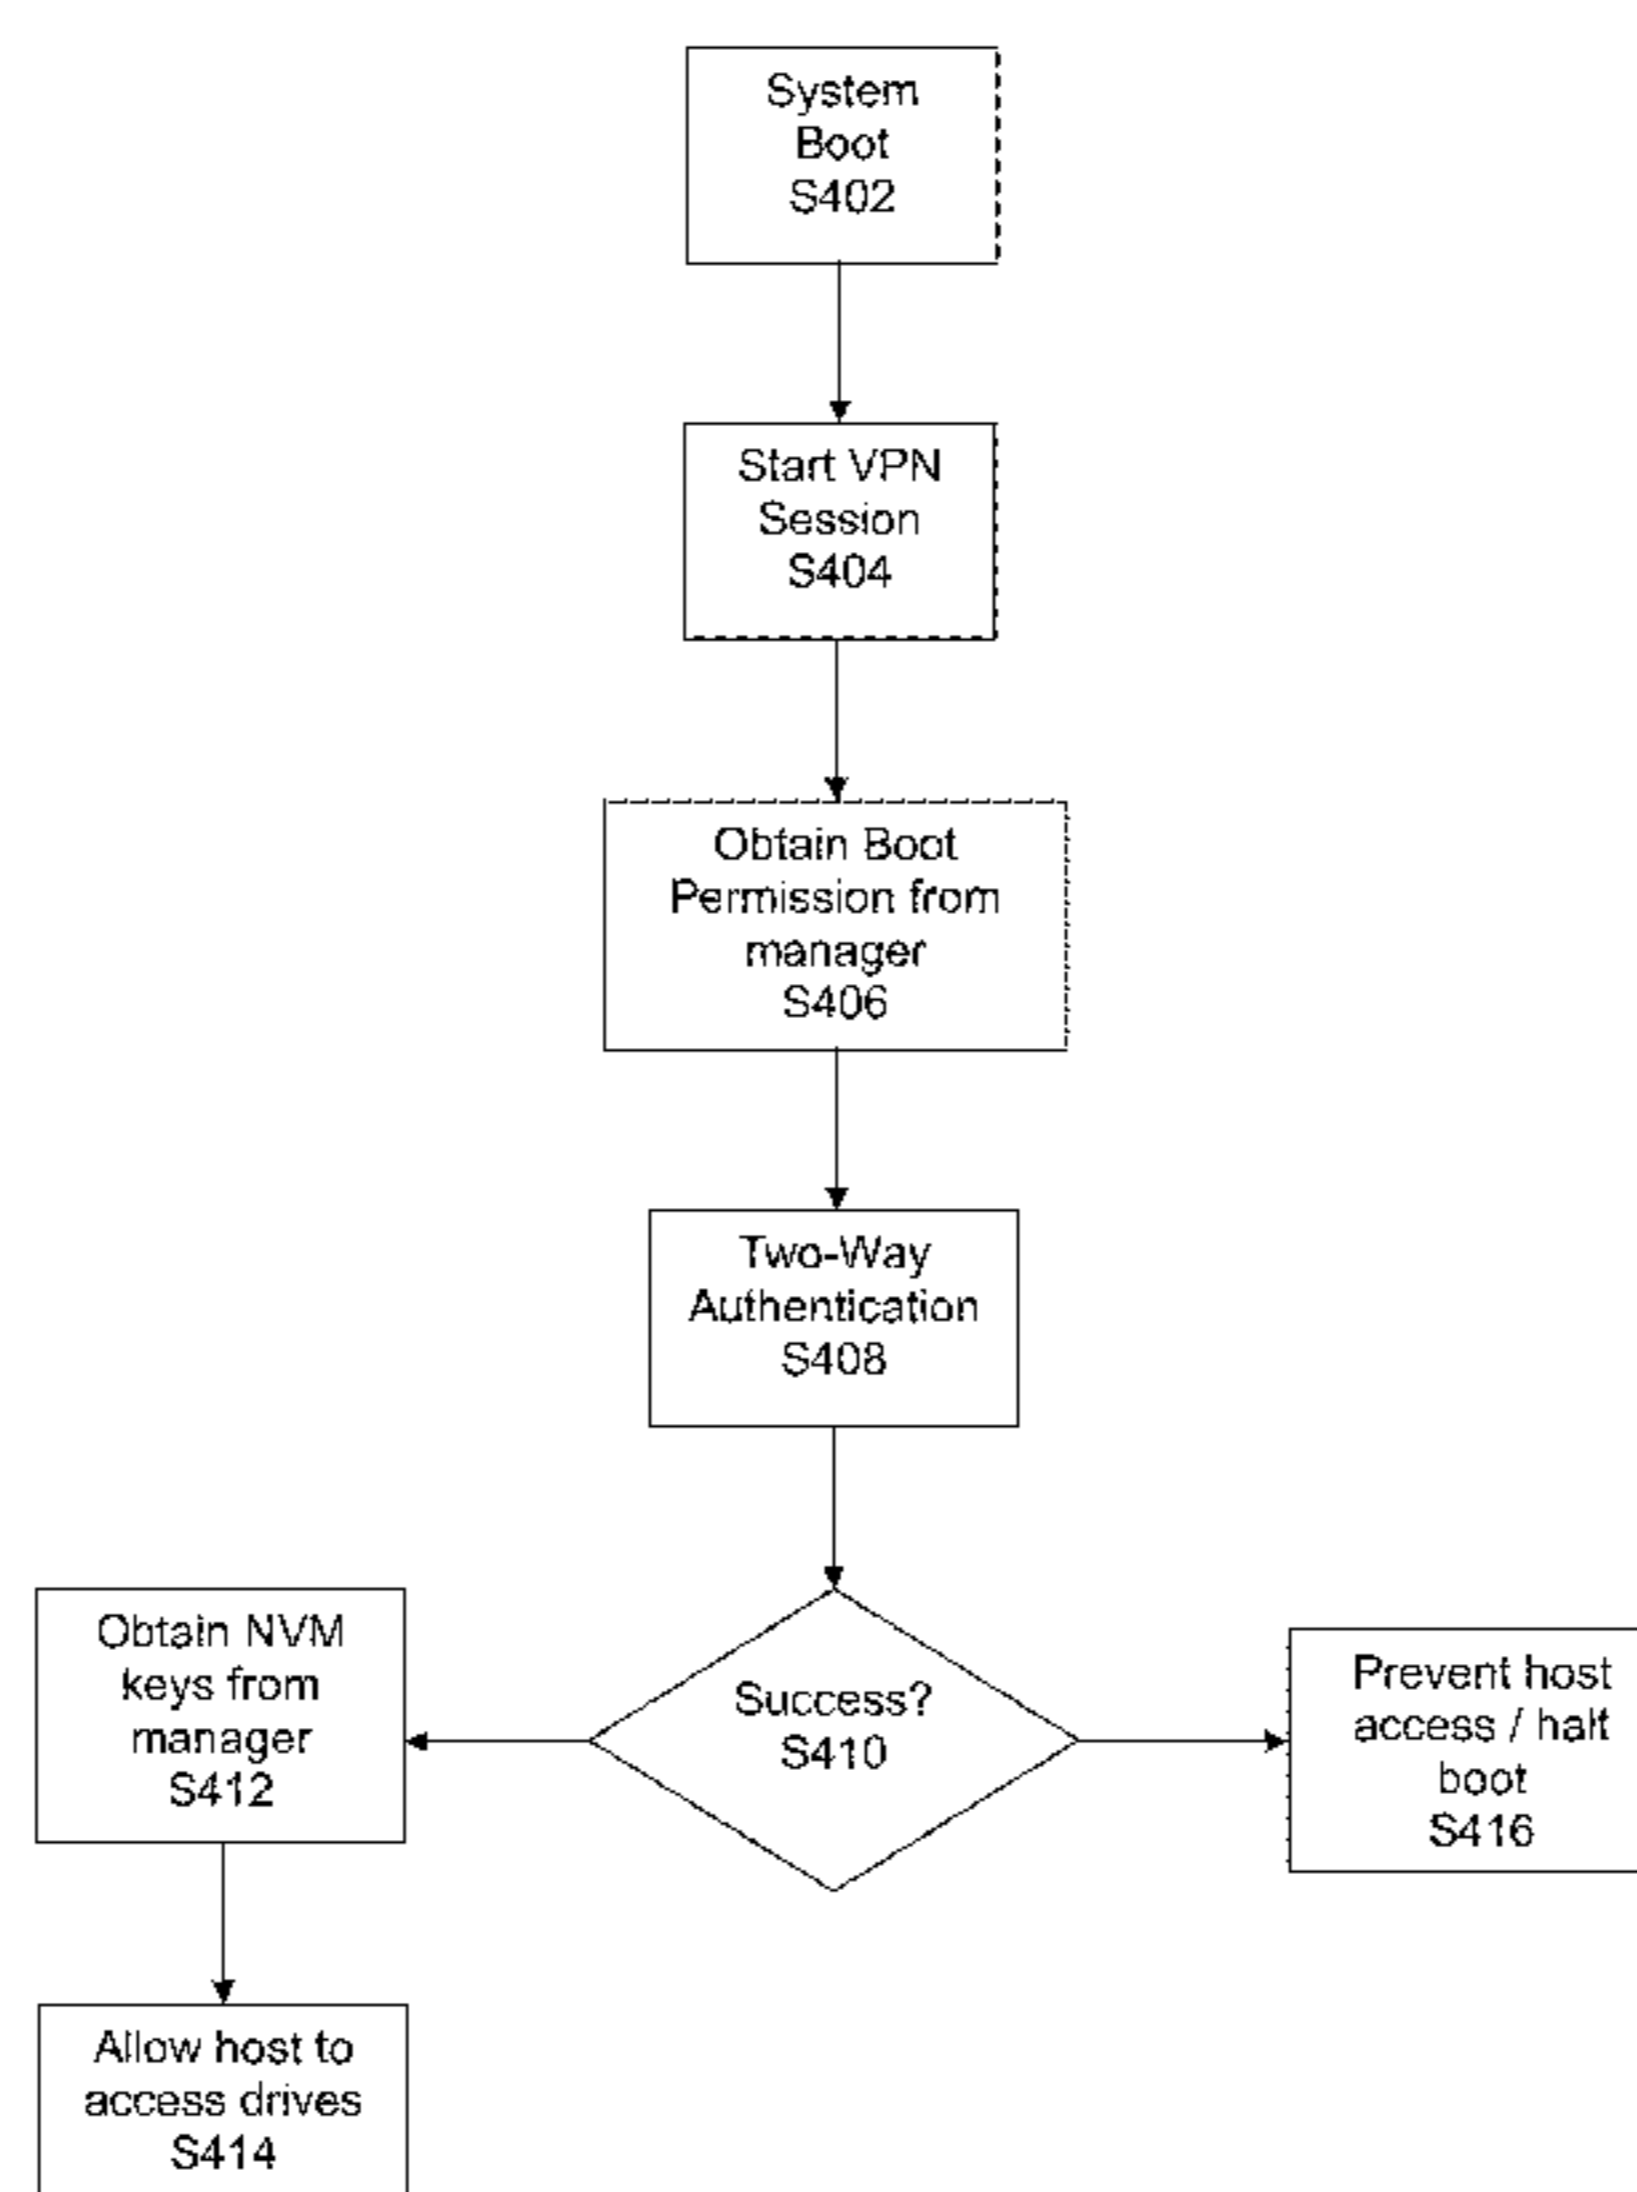 System
Boot
S402
Start VPN
Session
S404
Obtain Boot
Permission from
manager
S406
Two-Way
Authentication
S408
Success?
S410
Obtain NVM
keys from
manager
S412
Prevent host
access / halt
boot
S416
Allow host to
access drives
S414